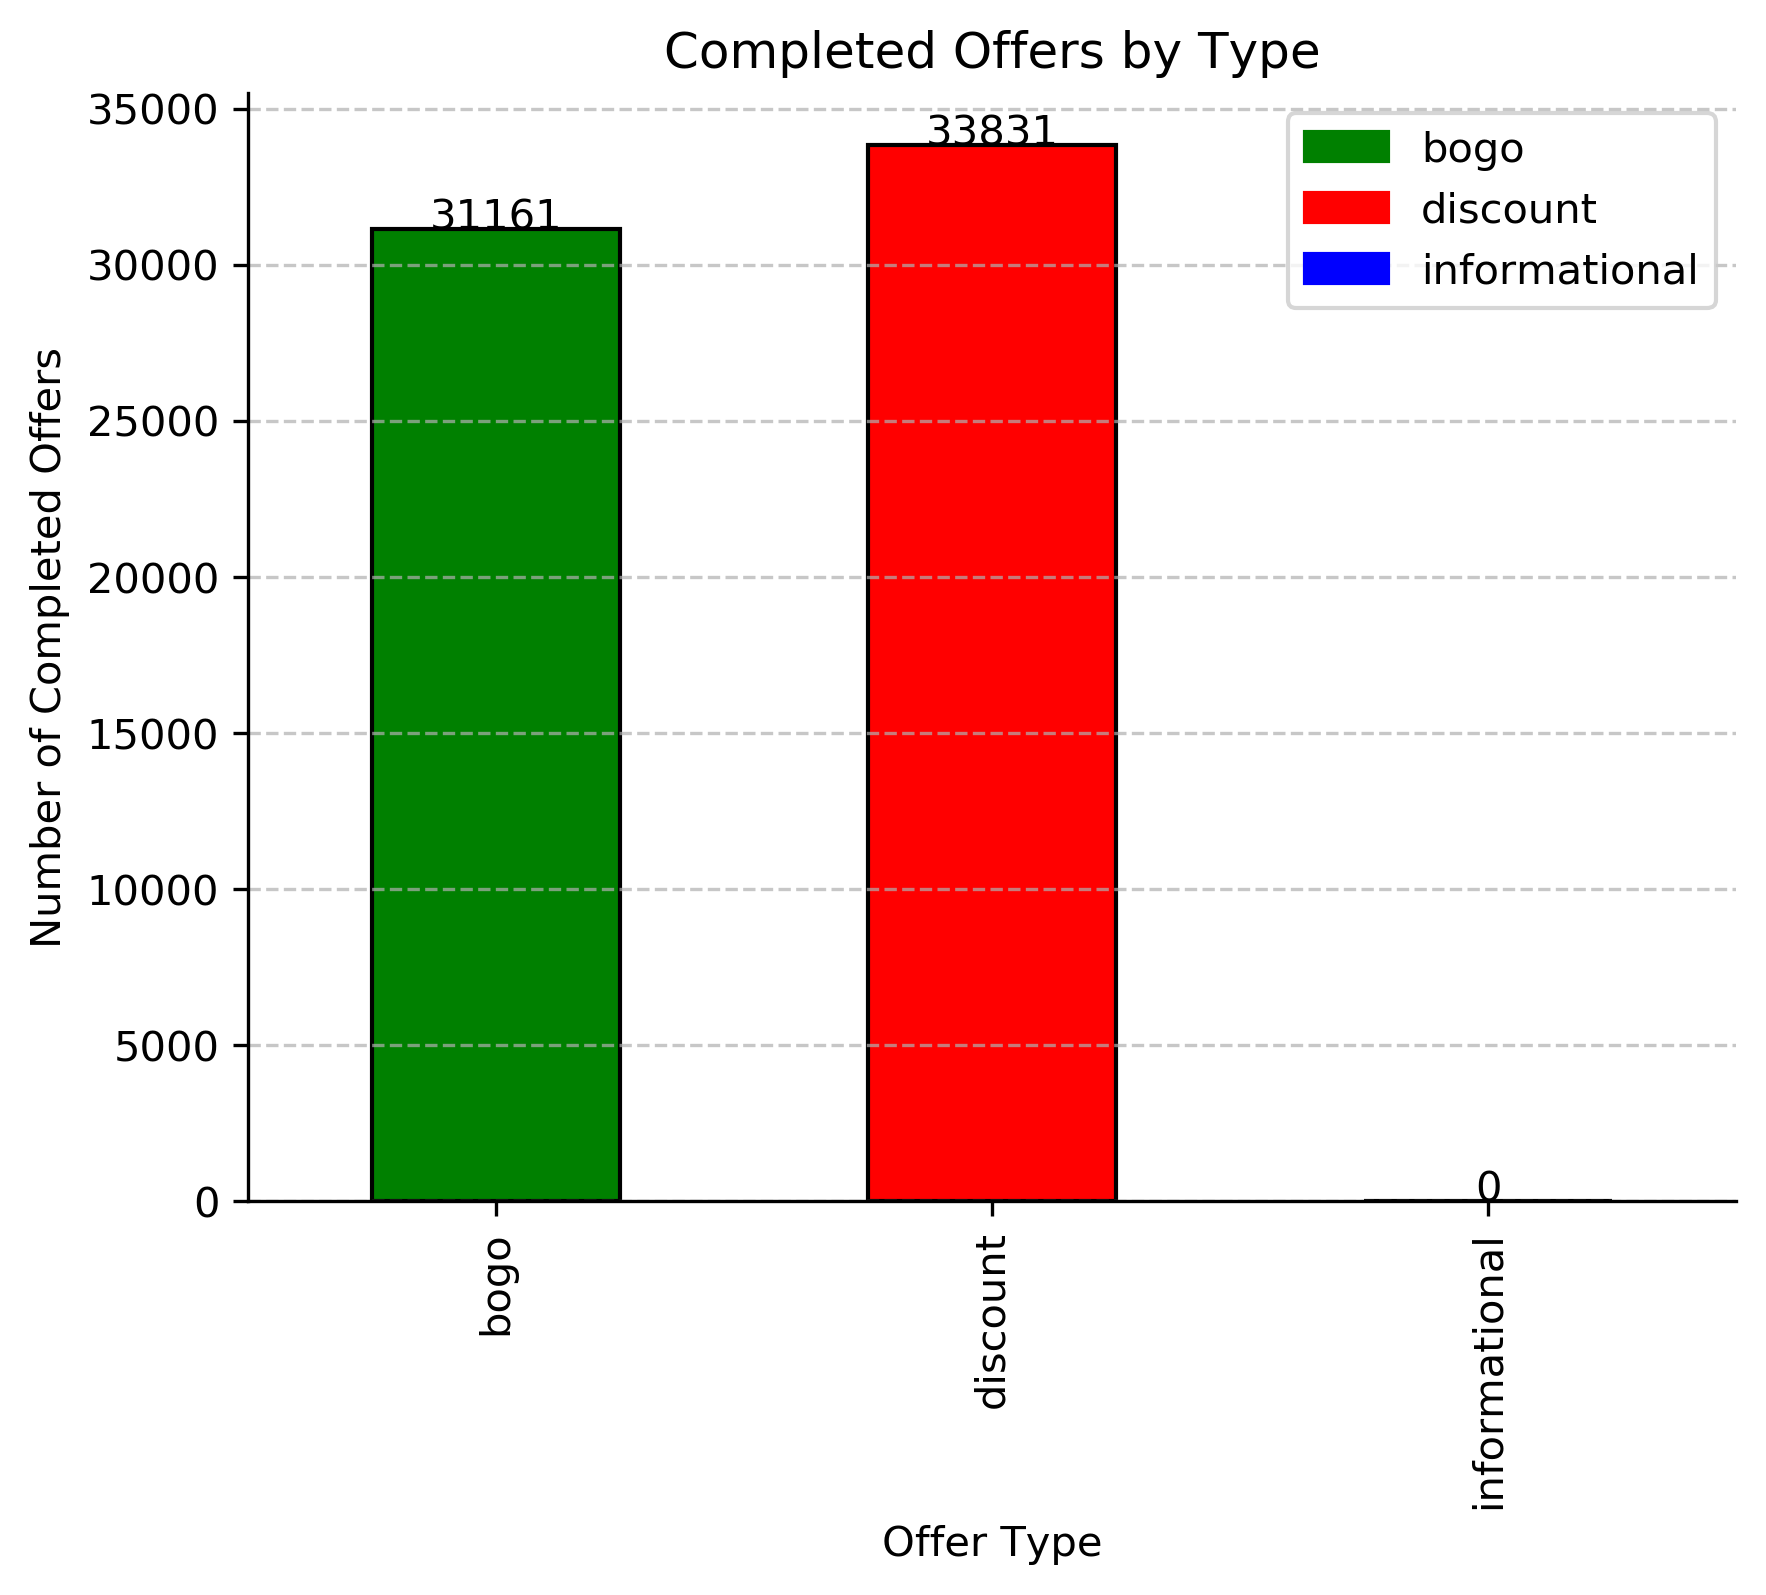 Completed Offers by Type
35000
30000
25000
20000
15000
10000
5000
0
Number of Completed Offers
31161
33831
0
bogo
discount
informational
bogo
discount
informational
Offer Type